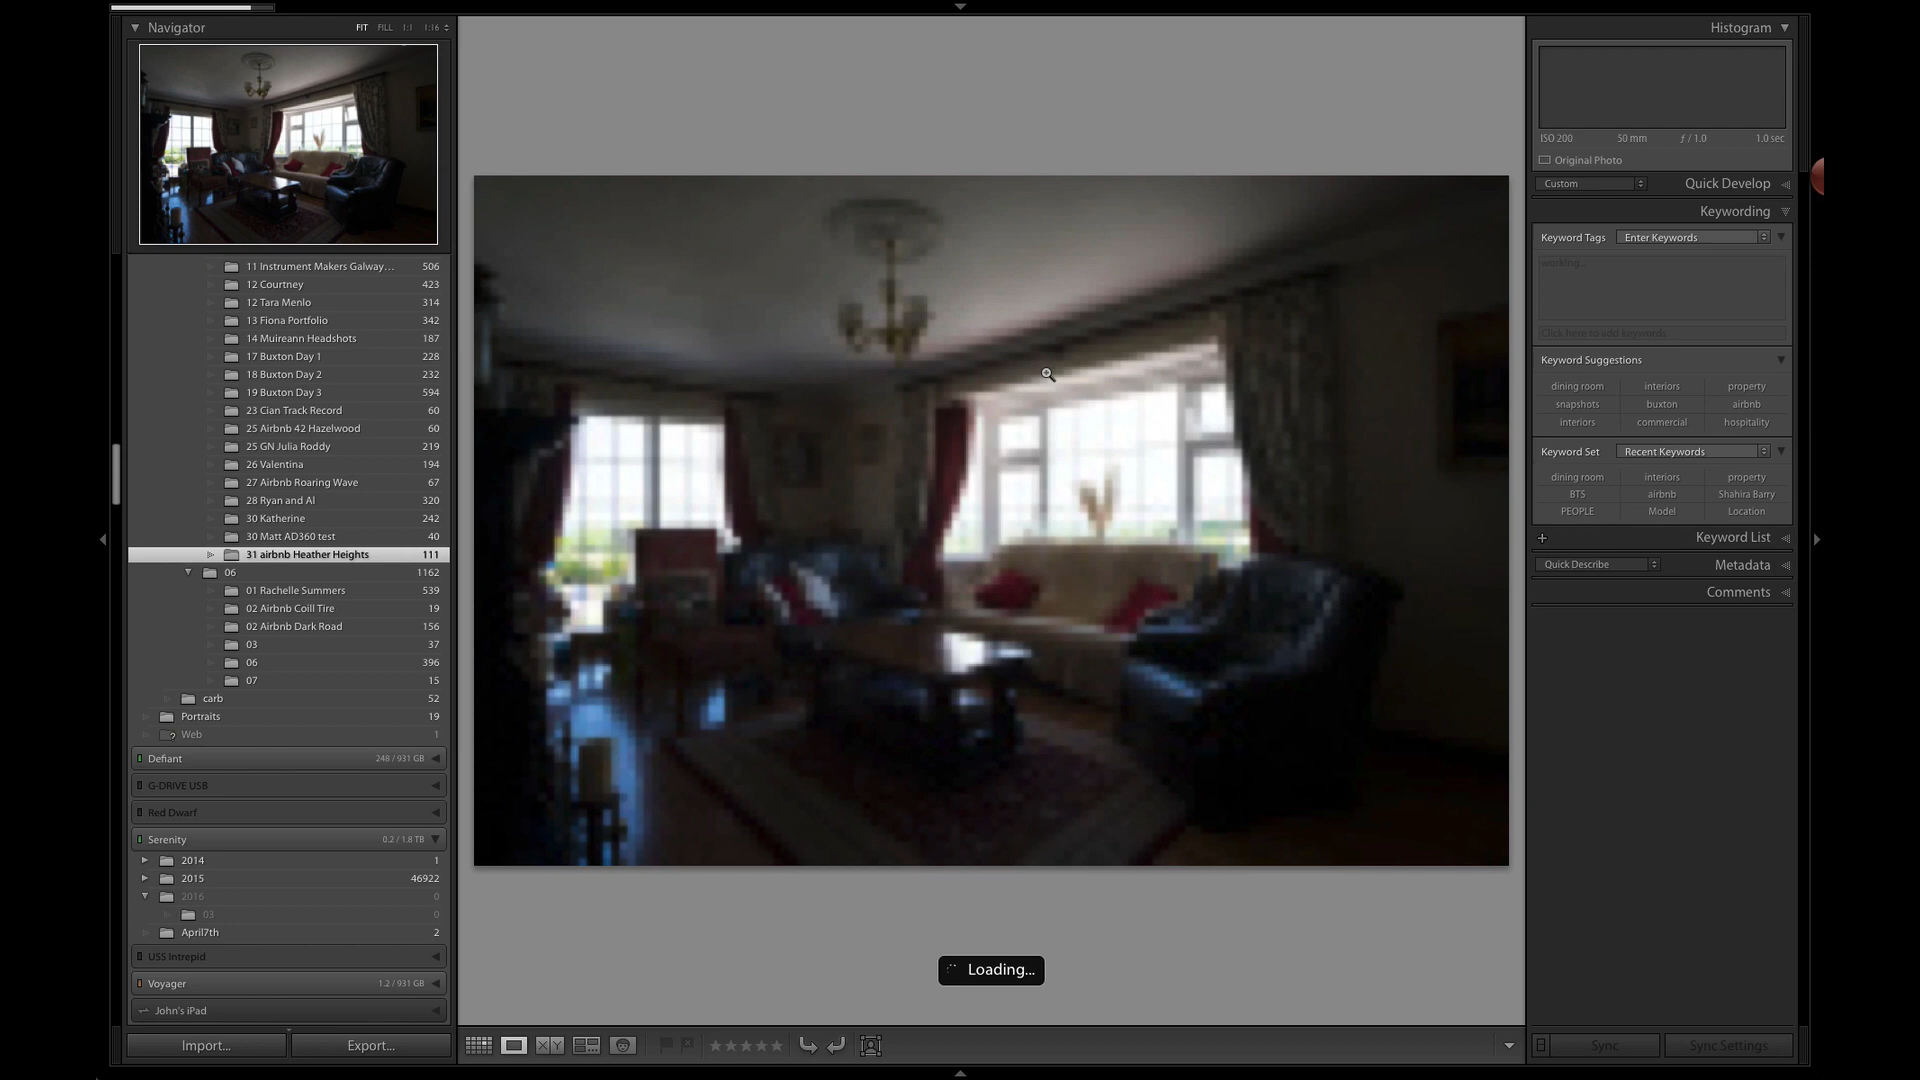 Navigator
FIT FILL 1:1 1:16
11 Instrument Makers Galway... 506
12 Courtney 423
12 Tara Menlo 314
13 Fiona Portfolio 342
14 Muireann Headshots 187
17 Buxton Day 1 228
18 Buxton Day 2 232
19 Buxton Day 3 594
23 Cian Track Record 60
25 Airbnb 42 Hazelwood 60
25 GN Julia Roddy 219
26 Valentina 194
27 Airbnb Roaring Wave 67
28 Ryan and Al 320
30 Katherine 242
30 Matt AD360 test 40
31 airbnb Heather Heights 111
06 1162
01 Rachelle Summers 539
02 Airbnb Coill Tire 19
02 Airbnb Dark Road 156
03 37
06 396
07 15
carb 52
Portraits 19
Web 1
Defiant 248 / 931 GB
G-DRIVE USB
Red Dwarf
Serenity 0.2 / 1.8 TB
2014 1
2015 46922
2016 0
03 0
April7th 2
USS Intrepid
Voyager 1.2 / 931 GB
John's iPad
Import... Export...
Loading...
XY
Histogram
ISO 200 50 mm ƒ / 1.0 1.0 sec
Original Photo
Custom Quick Develop
Keywording
Keyword Tags Enter Keywords
working...
Click here to add keywords
Keyword Suggestions
dining room interiors property
snapshots buxton airbnb
interiors commercial hospitality
Keyword Set Recent Keywords
dining room interiors property
BTS airbnb Shahira Barry
PEOPLE Model Location
Keyword List
Quick Describe Metadata
Comments
Sync Sync Settings